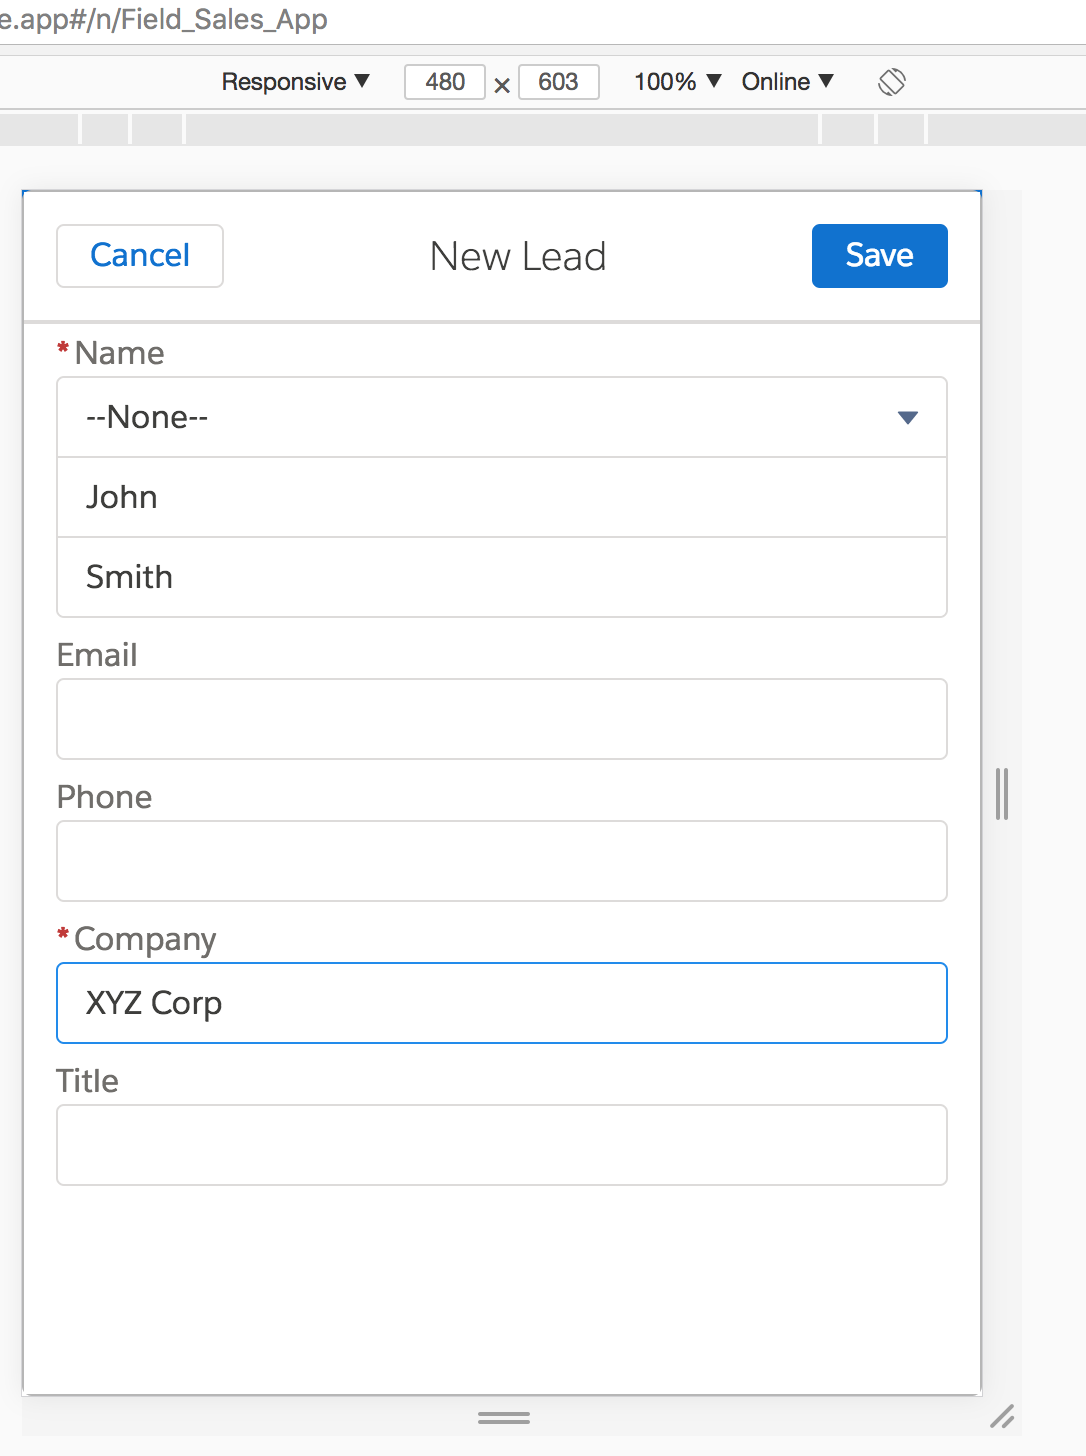 e.app#/n/Field_Sales_App
Responsive ▼ 480 × 603 100% ▼ Online ▼
Cancel New Lead Save
* Name
--None--
John
Smith
Email
Phone
* Company
XYZ Corp
Title